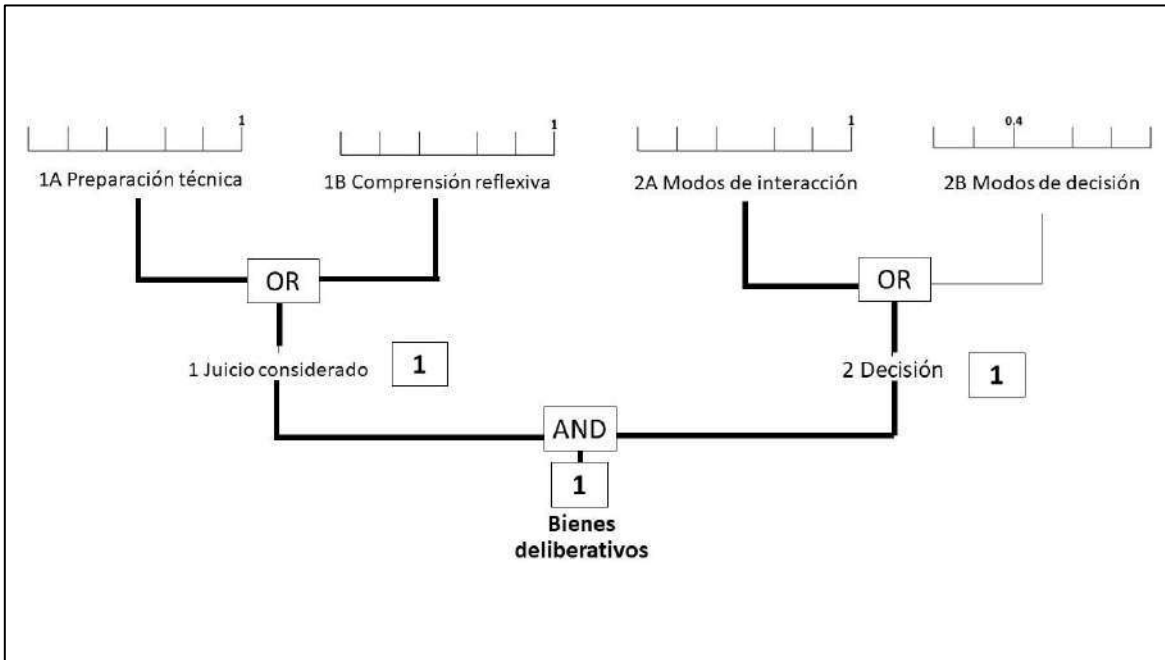 1
1
1
0.4
1A Preparación técnica
1B Comprensión reflexiva
2A Modos de interacción
2B Modos de decisión
OR
OR
1 Juicio considerado
1
2 Decisión
1
AND
1
Bienes
deliberativos